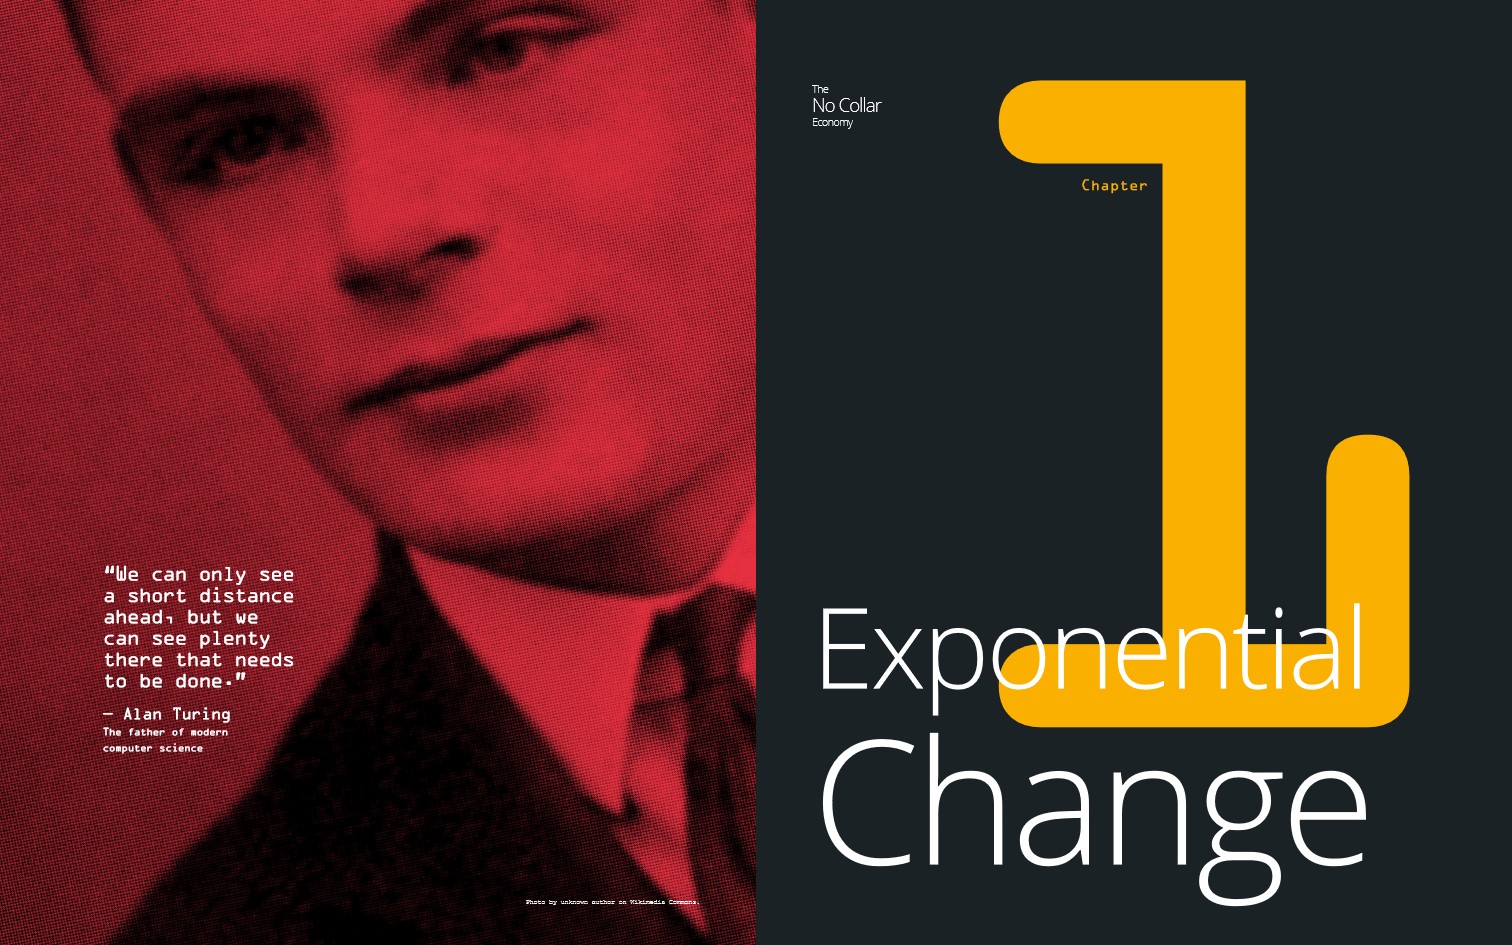 “We can only see
a short distance
ahead, but we
can see plenty
there that needs
to be done.”
— Alan Turing
The father of modern
computer science
Photo by unknown author on Wikimedia Commons.
The
No Collar
Economy
1
Chapter
Exponential
Change